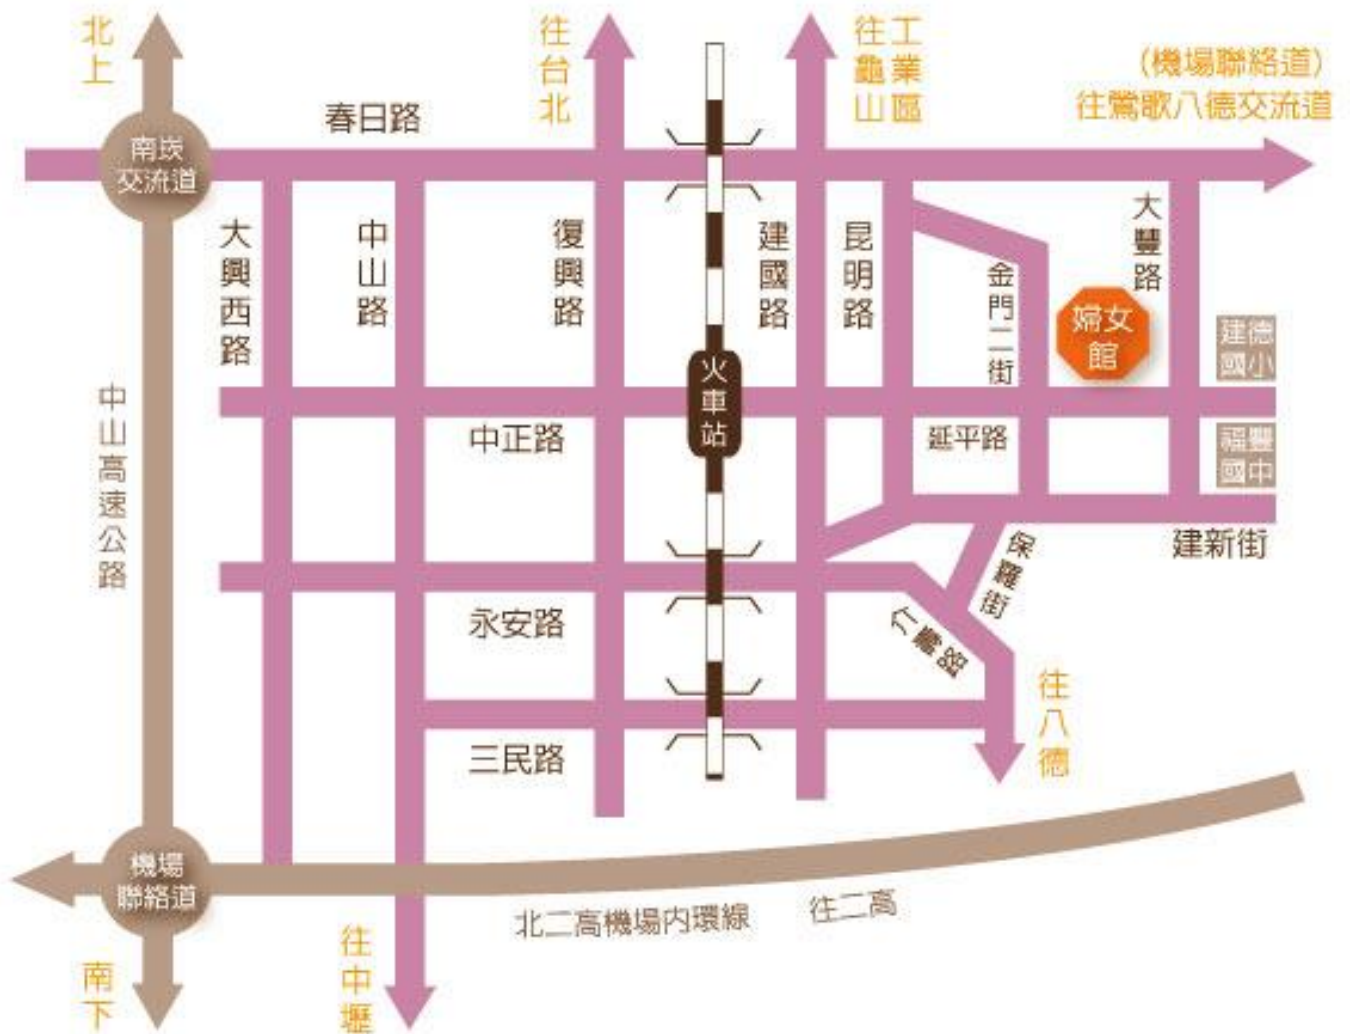 北上
往台北
往龜山
工業區
(機場聯絡道)
往鶯歌八德交流道
春日路
南崁
交流道
大興西路
中山路
復興路
建國路
昆明路
金門二街
大豐路
婦女
館
建德
國小
火車站
中山高速公路
中正路
延平路
福豐
國中
建新街
保羅街
永安路
介壽路
往八德
三民路
機場
聯絡道
北二高機場內環線
往二高
南下
往中壢